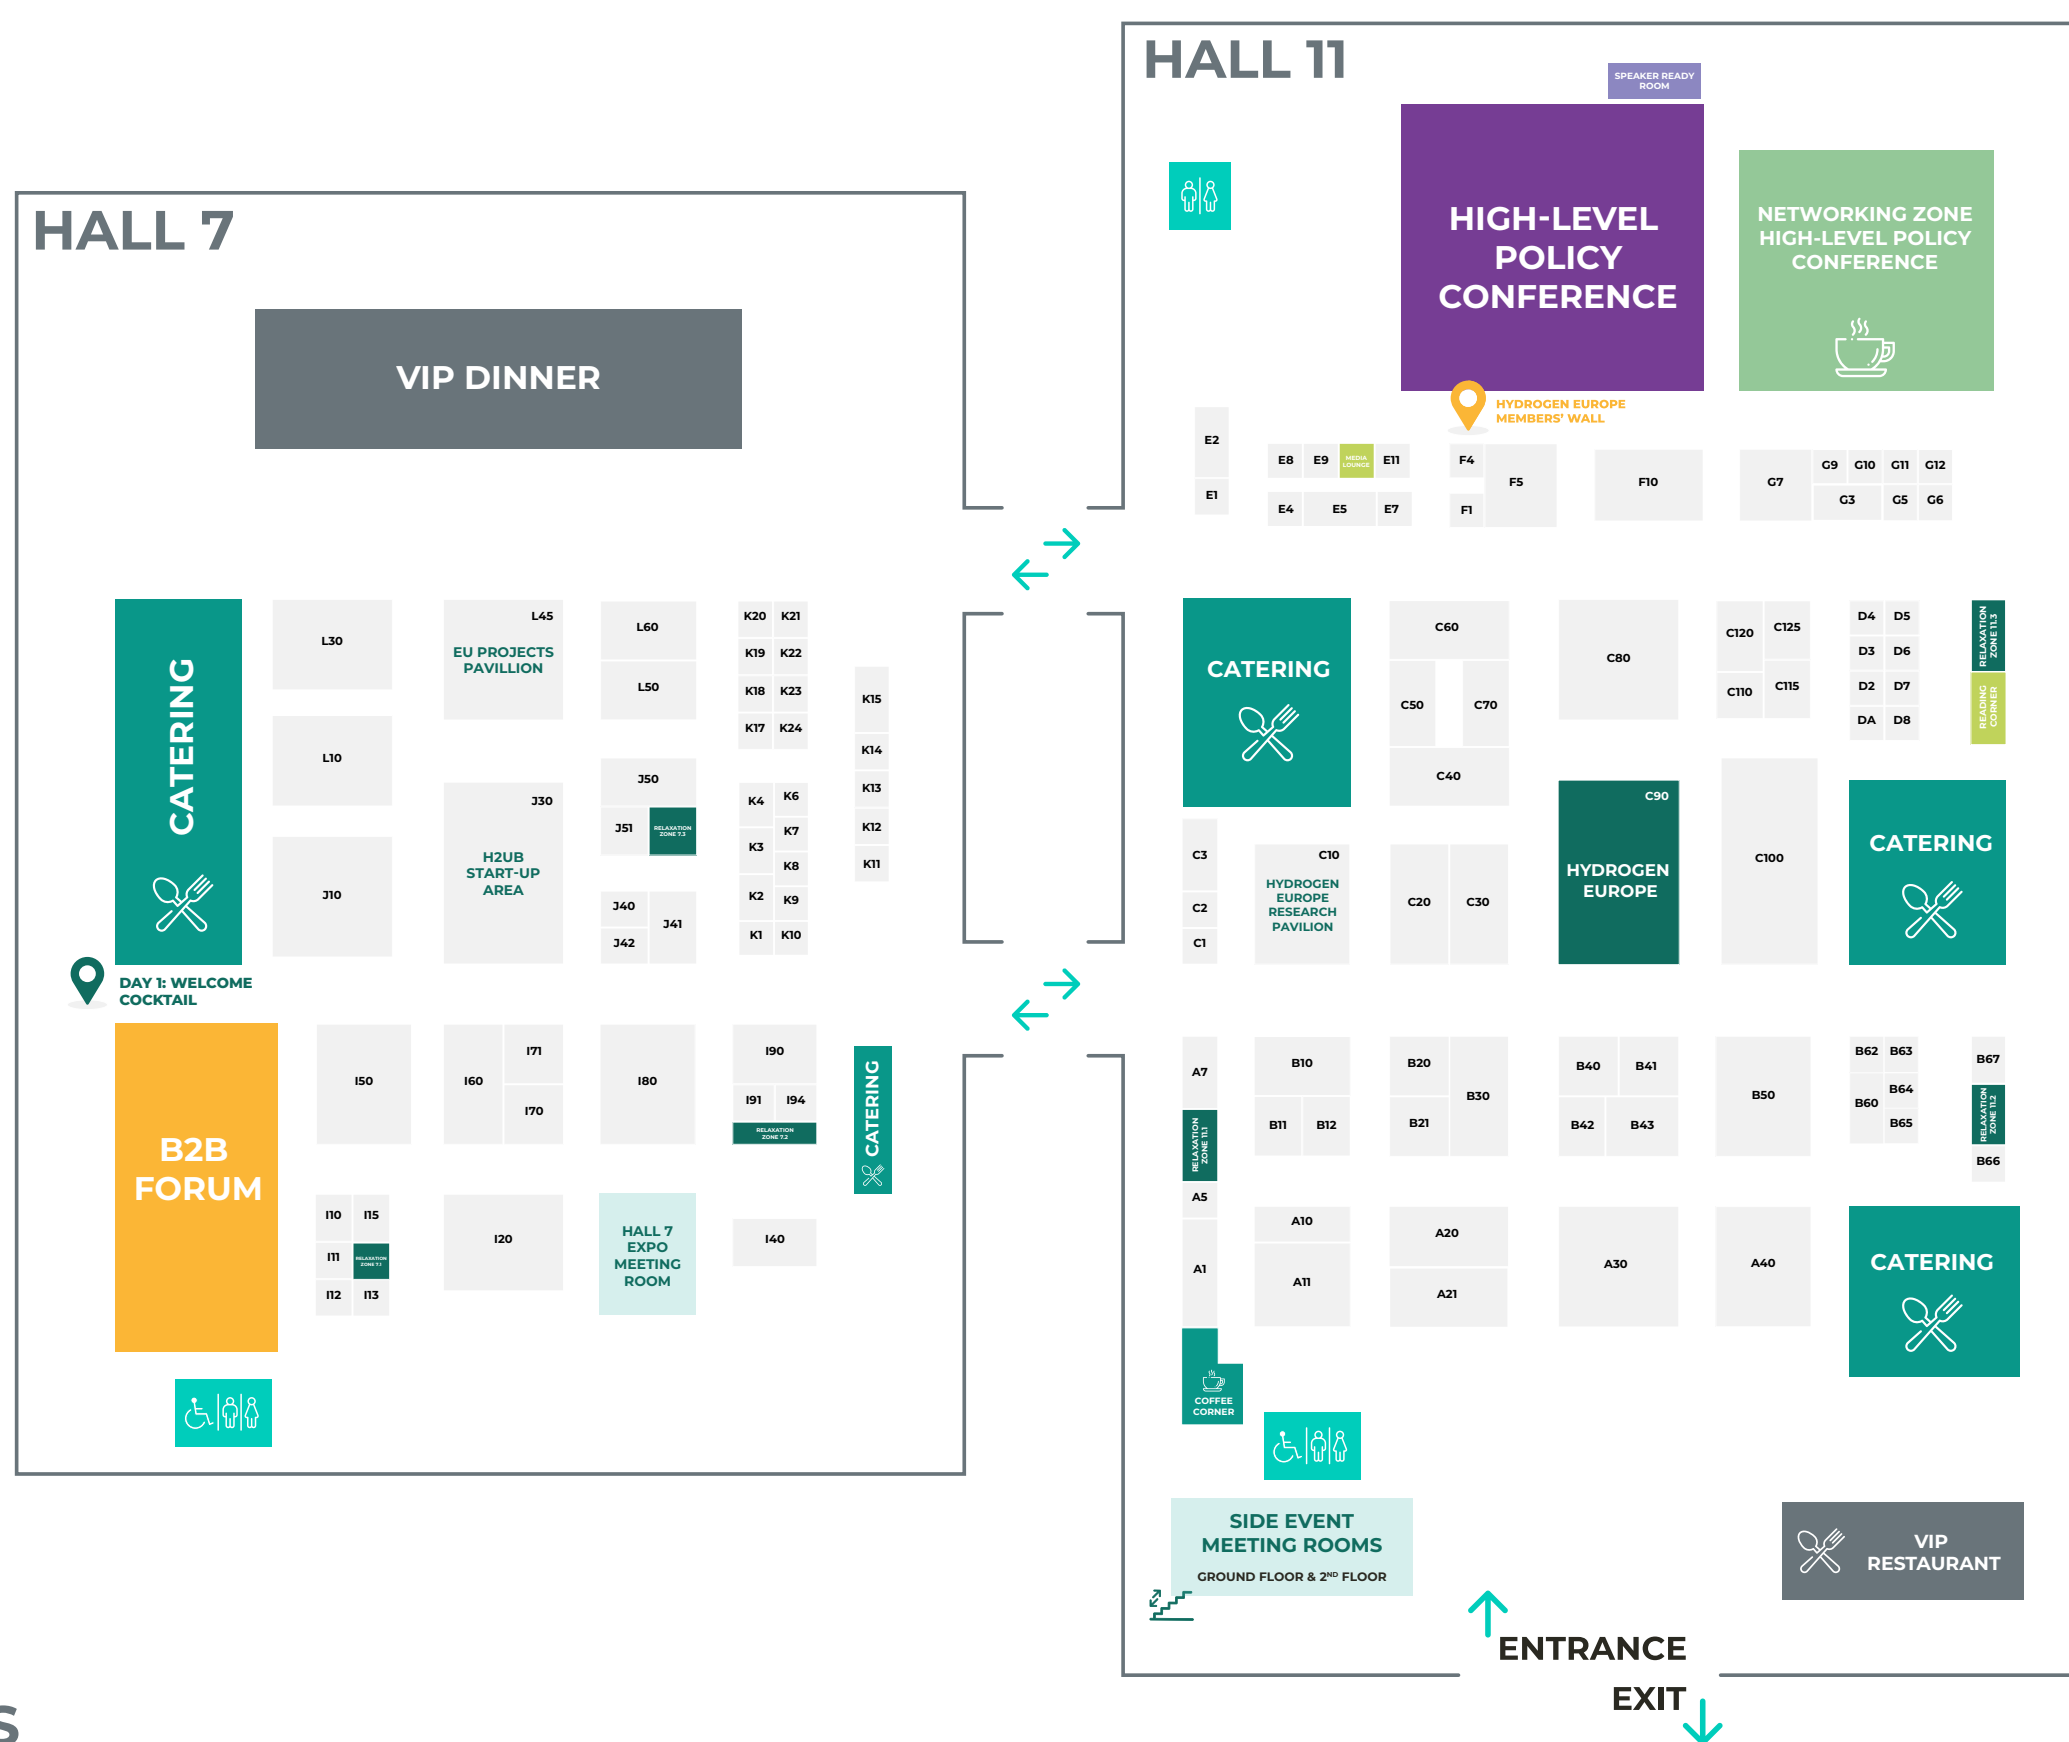 HALL 11
SPEAKER READY
ROOM
HIGH-LEVEL
POLICY
CONFERENCE
NETWORKING ZONE
HIGH-LEVEL POLICY
CONFERENCE
HYDROGEN EUROPE
MEMBERS' WALL
E2
E1
E8
E9
MEDIA
LOUNGE
E11
E4
E5
E7
F4
F1
F5
F10
G7
G9
G10
G11
G12
G3
G5
G6
CATERING
C60
C50
C70
C40
C80
C120
C125
C110
C115
D4
D5
D3
D6
D2
D7
DA
D8
RELAXATION
ZONE 11.3
READING
CORNER
C3
C2
C1
C10
HYDROGEN
EUROPE
RESEARCH
PAVILION
C20
C30
C90
HYDROGEN
EUROPE
C100
CATERING
A7
RELAXATION
ZONE 11.1
A5
A1
B10
B11
B12
B20
B21
B30
B40
B41
B42
B43
B50
B62
B63
B60
B64
B65
B67
RELAXATION
ZONE 11.2
B66
A10
A11
A20
A21
A30
A40
CATERING
COFFEE
CORNER
SIDE EVENT
MEETING ROOMS
GROUND FLOOR & 2ND FLOOR
VIP
RESTAURANT
ENTRANCE
EXIT
HALL 7
VIP DINNER
CATERING
L30
L10
J10
L45
EU PROJECTS
PAVILLION
J30
H2UB
START-UP
AREA
L60
L50
J50
J51
RELAXATION
ZONE 7.3
J40
J42
J41
K20
K21
K19
K22
K18
K23
K17
K24
K4
K3
K2
K1
K6
K7
K8
K9
K10
K15
K14
K13
K12
K11
DAY 1: WELCOME
COCKTAIL
B2B
FORUM
I50
I60
I71
I70
I80
I90
I91
I94
RELAXATION
ZONE 7.2
CATERING
I10
I15
I11
RELAXATION
ZONE 7.1
I12
I13
I20
HALL 7
EXPO
MEETING
ROOM
I40
S